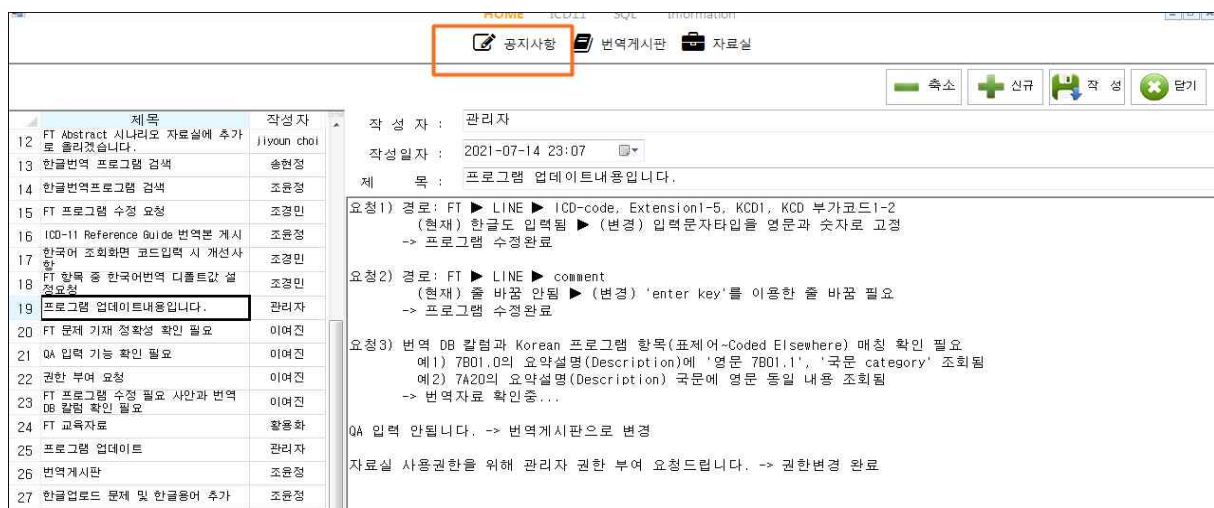 HOME ICD11 SQL Information
공지사항 번역게시판 자료실
축소 신규 작 성 닫기
제목 작성자
12 FT Abstract 시나리오 자료실에 추가로 올리겠습니다. jiyoun choi
13 한글번역 프로그램 검색 송현정
14 한글번역프로그램 검색 조윤정
15 FT 프로그램 수정 요청 조경민
16 ICD-11 Reference Guide 번역본 게시 조윤정
17 한국어 조회화면 코드입력 시 개선사항 조경민
18 FT 항목 중 한국어번역 디폴트값 설정요청 조경민
19 프로그램 업데이트내용입니다. 관리자
20 FT 문제 기재 정확성 확인 필요 이여진
21 QA 입력 기능 확인 필요 이여진
22 권한 부여 요청 이여진
23 FT 프로그램 수정 필요 사안과 번역 DB 칼럼 확인 필요 이여진
24 FT 교육자료 황용화
25 프로그램 업데이트 관리자
26 번역게시판 조윤정
27 한글업로드 문제 및 한글용어 추가 조윤정
작 성 자 : 관리자
작성일자 : 2021-07-14 23:07
제 목 : 프로그램 업데이트내용입니다.
요청1) 경로: FT ▶ LINE ▶ ICD-code, Extension1-5, KCD1, KCD 부가코드1-2
(현재) 한글도 입력됨 ▶ (변경) 입력문자타입을 영문과 숫자로 고정
-> 프로그램 수정완료
요청2) 경로: FT ▶ LINE ▶ comment
(현재) 줄 바꿈 안됨 ▶ (변경) 'enter key'를 이용한 줄 바꿈 필요
-> 프로그램 수정완료
요청3) 번역 DB 칼럼과 Korean 프로그램 항목(표제어~Coded Elsewhere) 매칭 확인 필요
예1) 7B01.0의 요약설명(Description)에 '영문 7B01.1', '국문 category' 조회됨
예2) 7A20의 요약설명(Description) 국문에 영문 동일 내용 조회됨
-> 번역자료 확인중...
QA 입력 안됩니다. -> 번역게시판으로 변경
자료실 사용권한을 위해 관리자 권한 부여 요청드립니다. -> 권한변경 완료